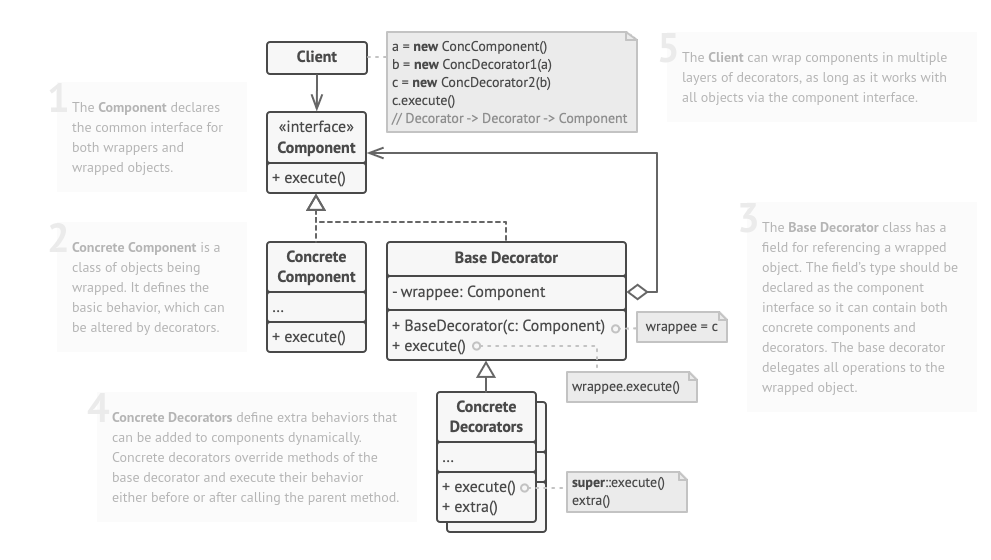 Client
a = new ConcComponent()
b = new ConcDecorator1(a)
c = new ConcDecorator2(b)
c.execute()
// Decorator -> Decorator -> Component
5
The Client can wrap components in multiple
layers of decorators, as long as it works with
all objects via the component interface.
1
The Component declares
the common interface for
both wrappers and
wrapped objects.
«interface»
Component
+ execute()
2
Concrete Component is a
class of objects being
wrapped. It defines the
basic behavior, which can
be altered by decorators.
Concrete
Component
...
+ execute()
Base Decorator
- wrappee: Component
+ BaseDecorator(c: Component)
+ execute()
wrappee = c
wrappee.execute()
3
The Base Decorator class has a
field for referencing a wrapped
object. The field's type should be
declared as the component
interface so it can contain both
concrete components and
decorators. The base decorator
delegates all operations to the
wrapped object.
4
Concrete Decorators define extra behaviors that
can be added to components dynamically.
Concrete decorators override methods of the
base decorator and execute their behavior
either before or after calling the parent method.
Concrete
Decorators
...
+ execute()
+ extra()
super::execute()
extra()